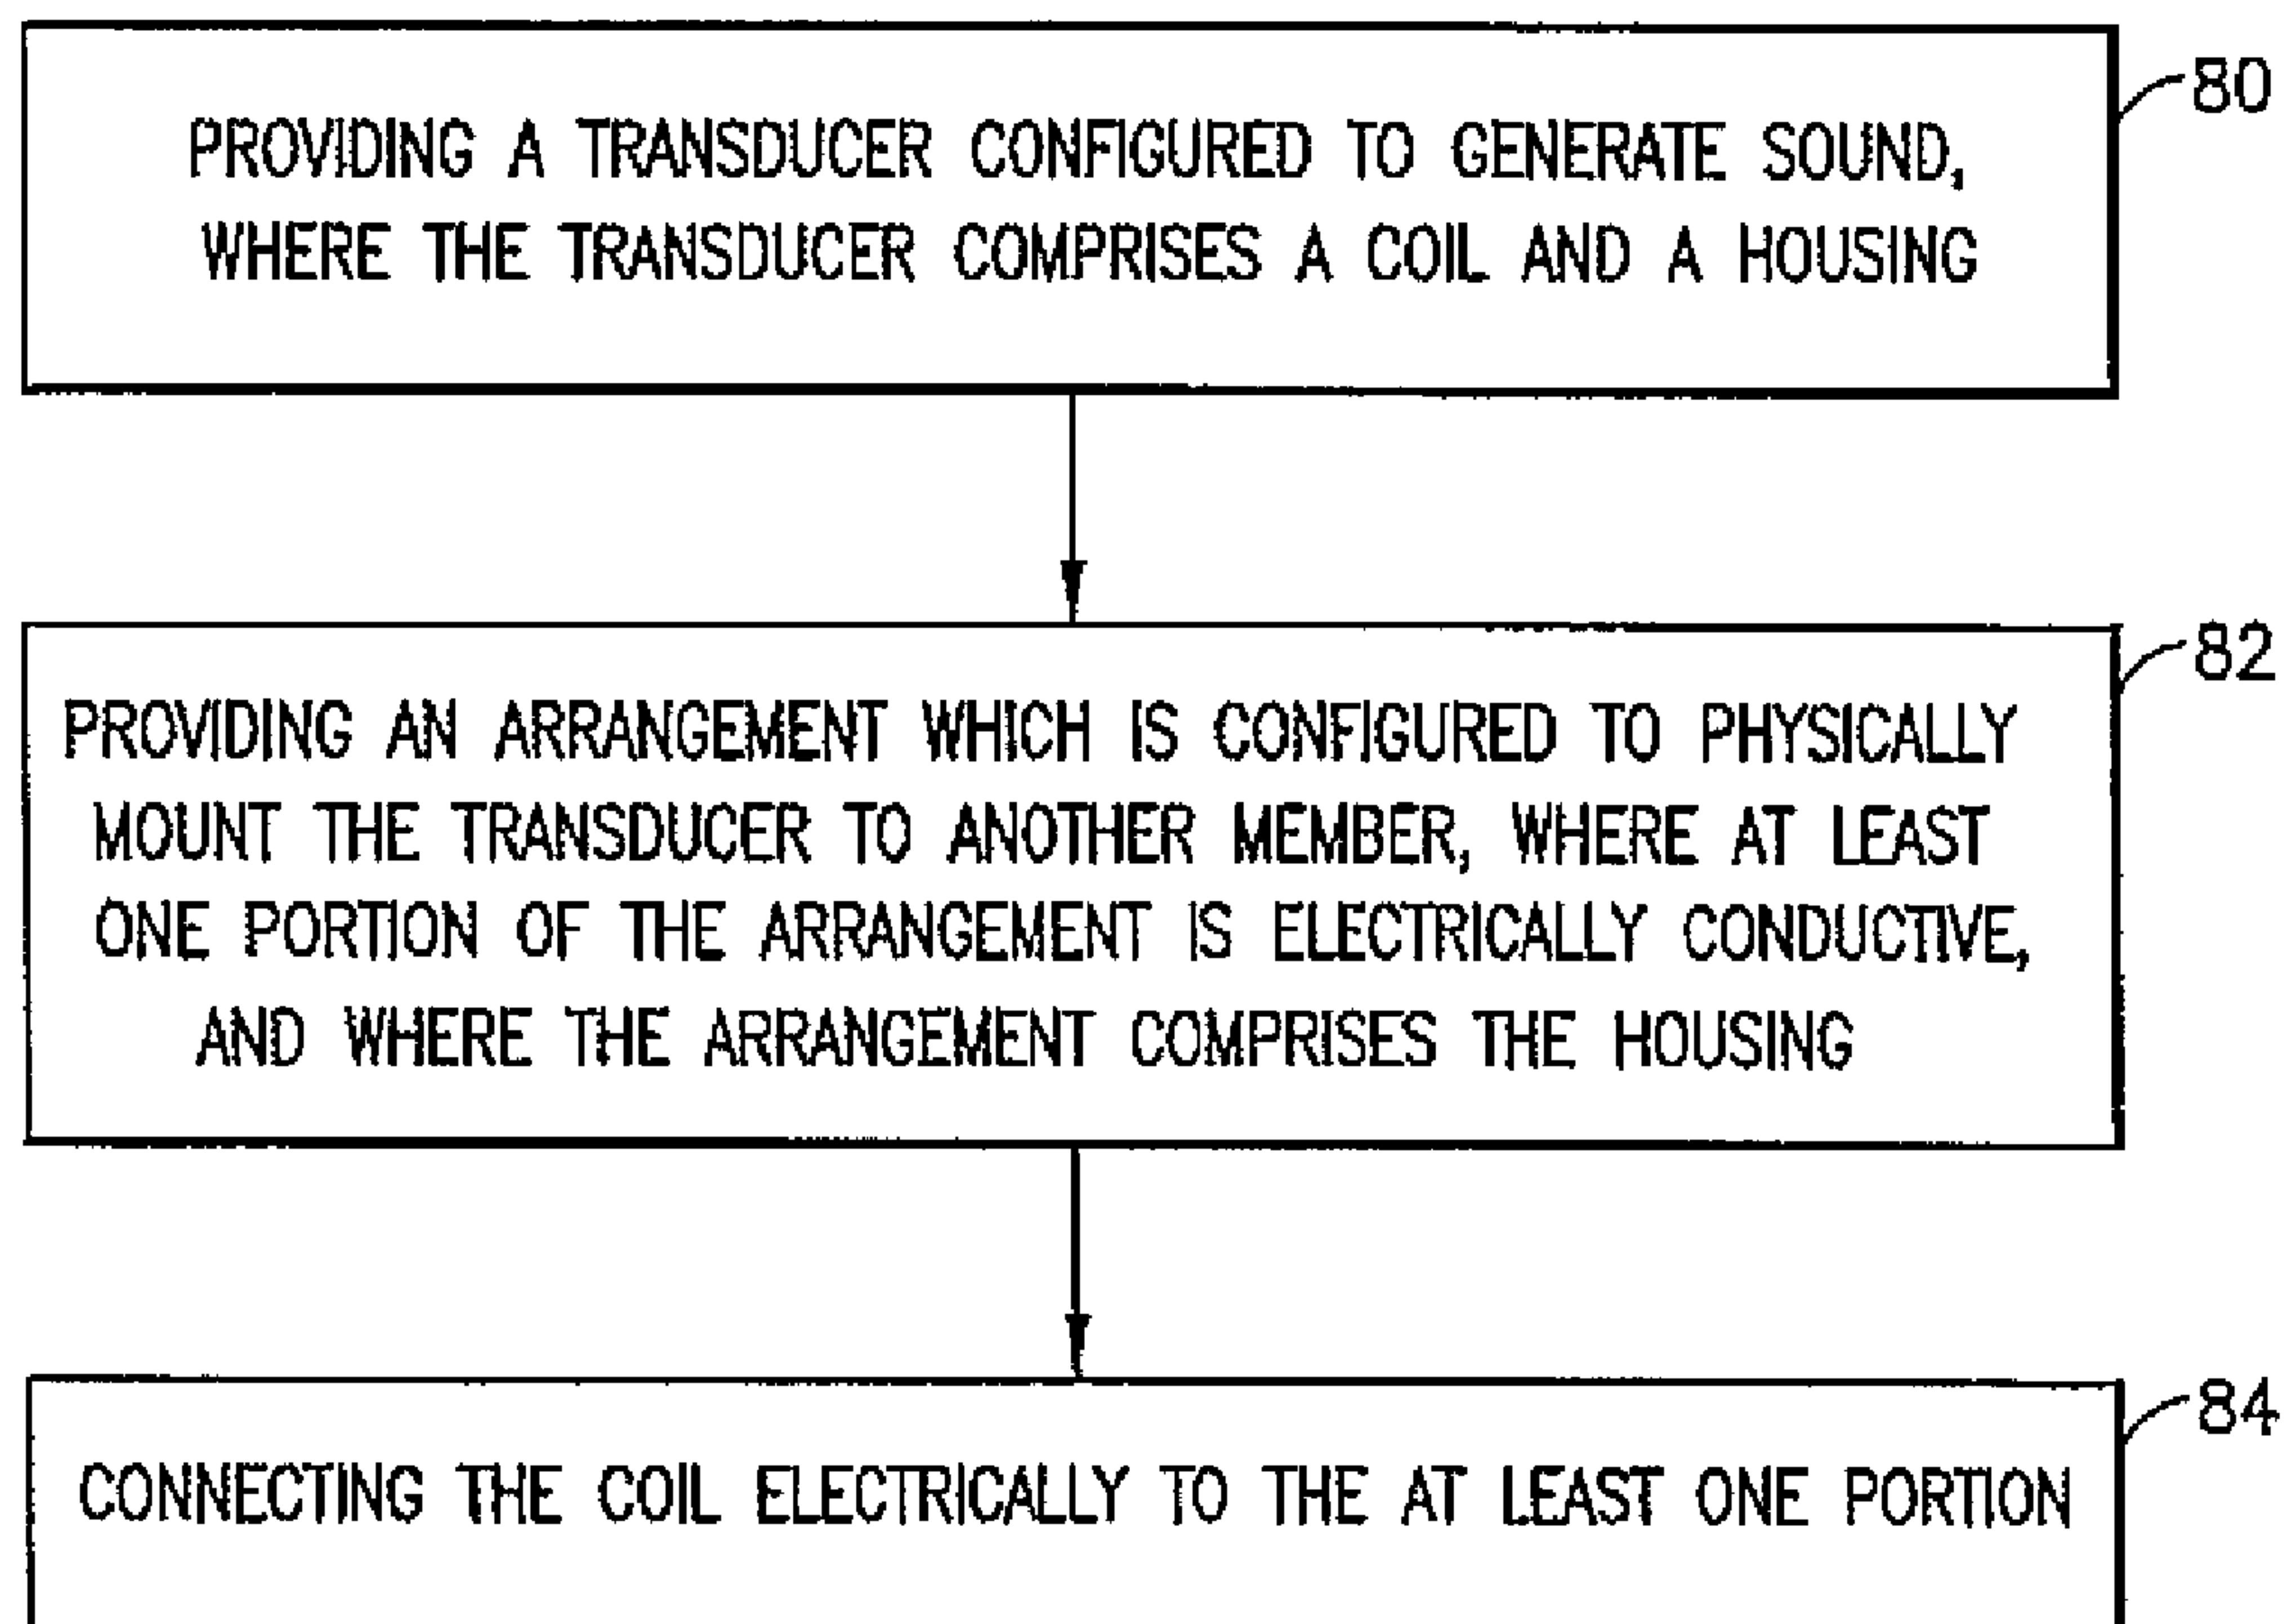 80
PROVIDING A TRANSDUCER CONFIGURED TO GENERATE SOUND,
WHERE THE TRANSDUCER COMPRISES A COIL AND A HOUSING
82
PROVIDING AN ARRANGEMENT WHICH IS CONFIGURED TO PHYSICALLY
MOUNT THE TRANSDUCER TO ANOTHER MEMBER, WHERE AT LEAST
ONE PORTION OF THE ARRANGEMENT IS ELECTRICALLY CONDUCTIVE,
AND WHERE THE ARRANGEMENT COMPRISES THE HOUSING
84
CONNECTING THE COIL ELECTRICALLY TO THE AT LEAST ONE PORTION